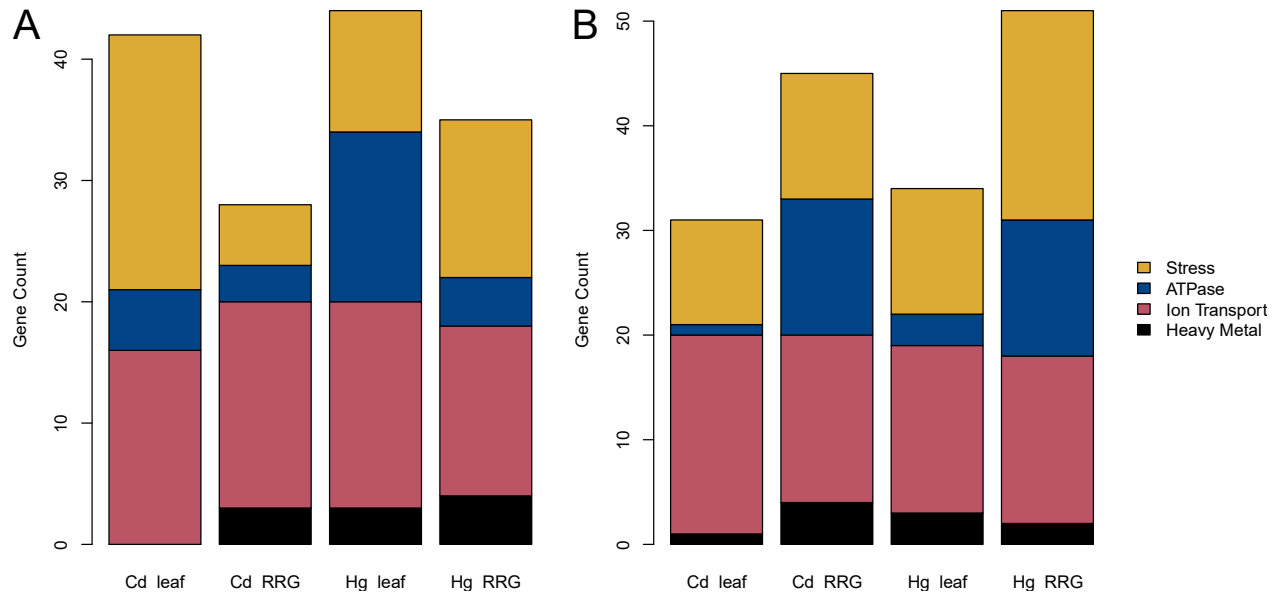 A
Gene Count
0
10
20
30
40
Cd leaf
Cd RRG
Hg leaf
Hg RRG
B
Gene Count
0
10
20
30
40
50
Cd leaf
Cd RRG
Hg leaf
Hg RRG
Stress
ATPase
Ion Transport
Heavy Metal